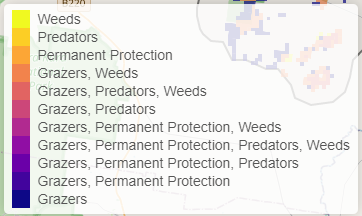 B220
Weeds
Predators
Permanent Protection
Grazers, Weeds
Grazers, Predators, Weeds
Grazers, Predators
Grazers, Permanent Protection, Weeds
Grazers, Permanent Protection, Predators, Weeds
Grazers, Permanent Protection, Predators
Grazers, Permanent Protection
Grazers